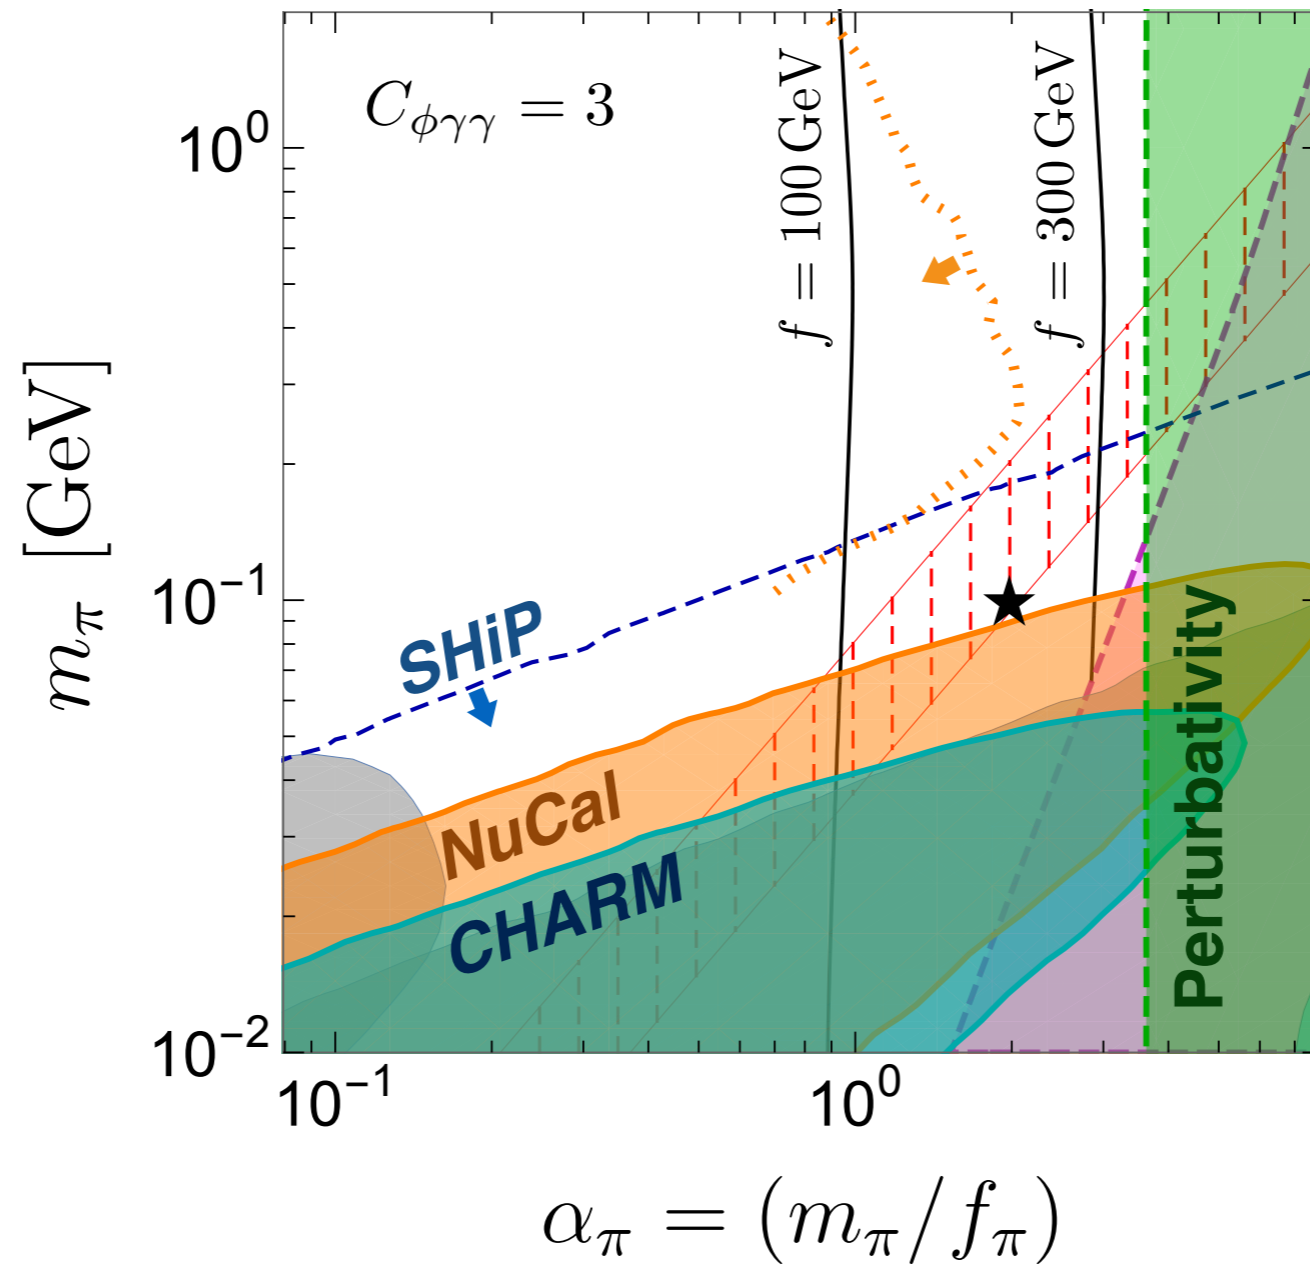 C_{ϕγγ} = 3
f = 100 GeV
f = 300 GeV
10^0
10^{-1}
10^{-2}
m_π [GeV]
SHiP
NuCal
CHARM
Perturbativity
10^{-1}
10^0
α_π = (m_π/f_π)